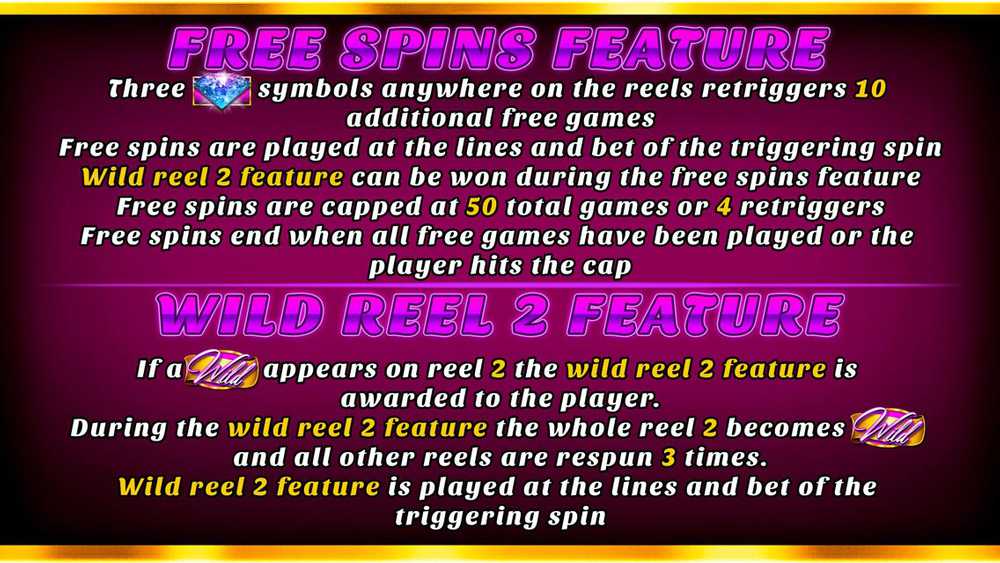 FREE SPINS FEATURE
Three symbols anywhere on the reels retriggers 10
additional free games
Free spins are played at the lines and bet of the triggering spin
Wild reel 2 feature can be won during the free spins feature
Free spins are capped at 50 total games or 4 retriggers
Free spins end when all free games have been played or the
player hits the cap
WILD REEL 2 FEATURE
If a Wild appears on reel 2 the wild reel 2 feature is
awarded to the player.
During the wild reel 2 feature the whole reel 2 becomes Wild
and all other reels are respun 3 times.
Wild reel 2 feature is played at the lines and bet of the
triggering spin